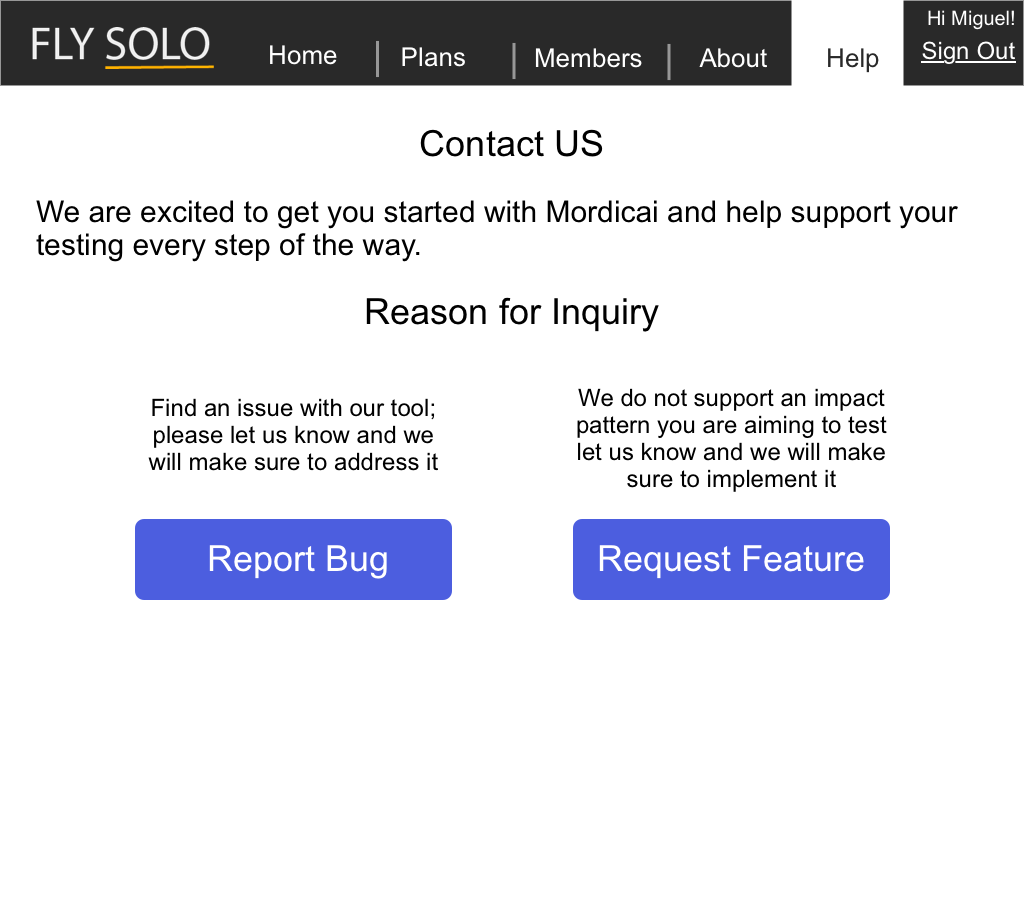 FLY SOLO
Home
Plans
Members
About
Help
Hi Miguel!
Sign Out
Contact US
We are excited to get you started with Mordicai and help support your
testing every step of the way.
Reason for Inquiry
Find an issue with our tool;
please let us know and we
will make sure to address it
We do not support an impact
pattern you are aiming to test
let us know and we will make
sure to implement it
Report Bug
Request Feature